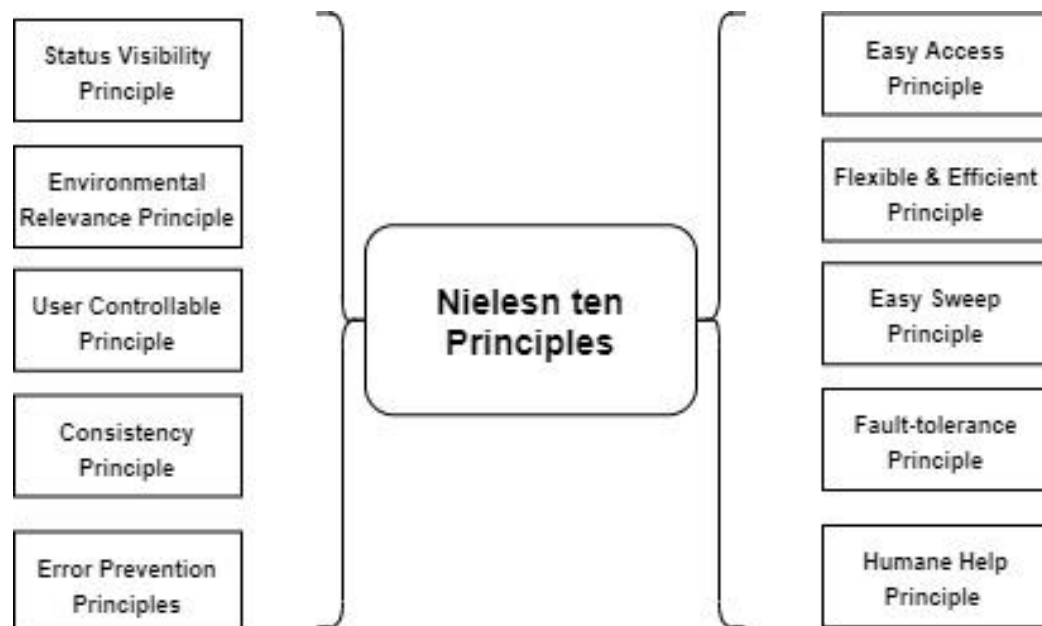 Status Visibility
Principle
Environmental
Relevance Principle
User Controllable
Principle
Consistency
Principle
Error Prevention
Principles
Nielesn ten
Principles
Easy Access
Principle
Flexible & Efficient
Principle
Easy Sweep
Principle
Fault-tolerance
Principle
Humane Help
Principle